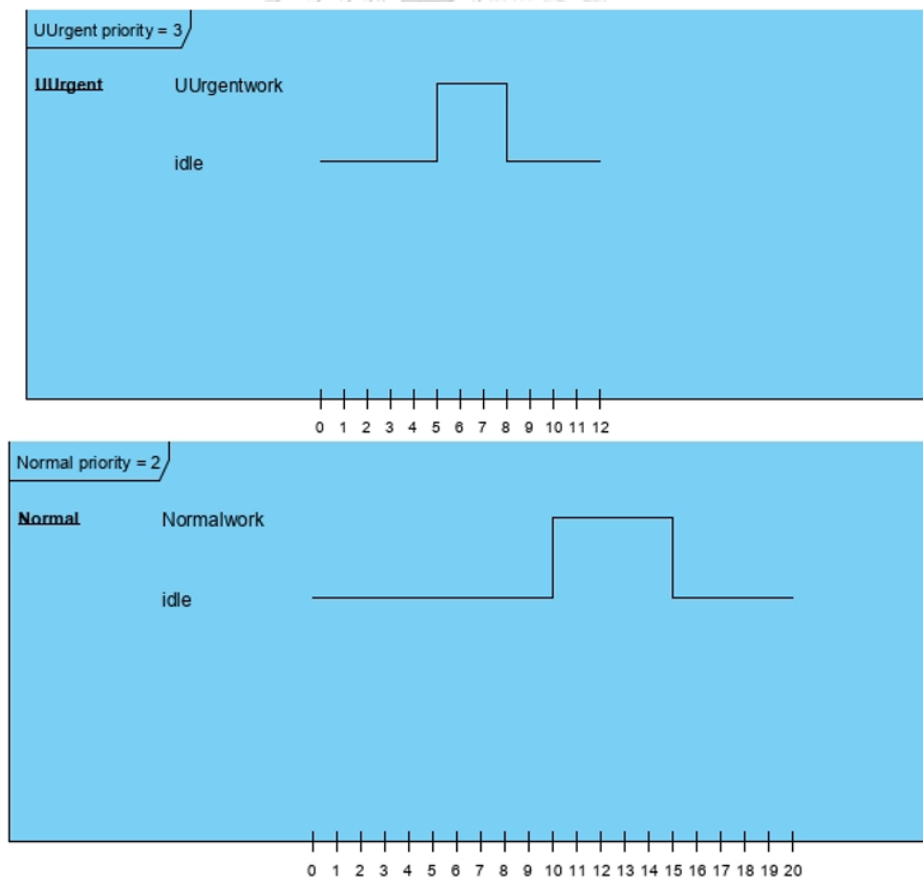 UUrgent priority = 3
UUrgent UUrgentwork
idle
0 1 2 3 4 5 6 7 8 9 10 11 12
Normal priority = 2
Normal Normalwork
idle
0 1 2 3 4 5 6 7 8 9 10 11 12 13 14 15 16 17 18 19 20